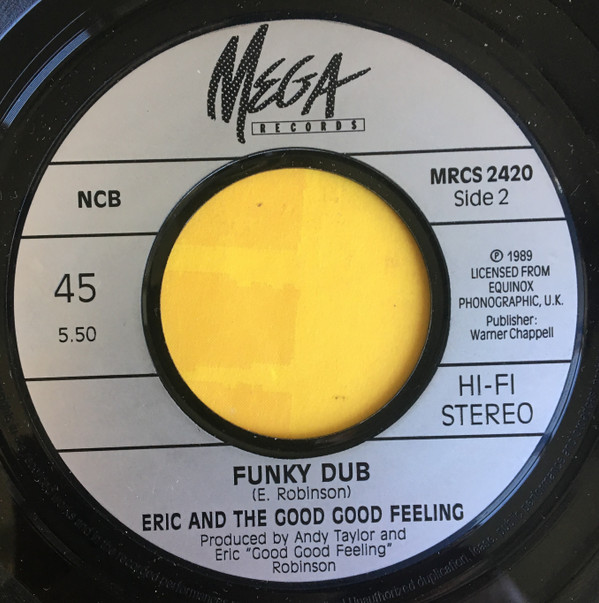 MEGA
RECORDS
NCB
MRCS 2420
Side 2
45
5.50
Ⓟ 1989
LICENSED FROM
EQUINOX
PHONOGRAPHIC, U.K.
Publisher:
Warner Chappell
HI-FI
STEREO
FUNKY DUB
(E. Robinson)
ERIC AND THE GOOD GOOD FEELING
Produced by Andy Taylor and
Eric "Good Good Feeling"
Robinson
Unauthorized duplication,